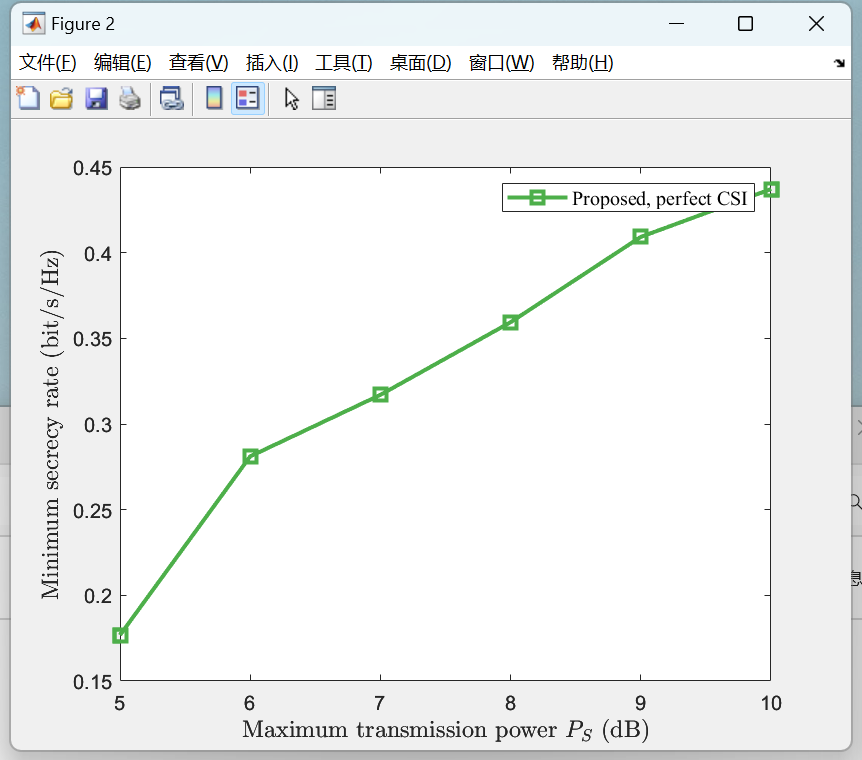 Figure 2
文件(F) 编辑(E) 查看(V) 插入(I) 工具(T) 桌面(D) 窗口(W) 帮助(H)
0.45
0.4
0.35
0.3
0.25
0.2
0.15
Minimum secrecy rate (bit/s/Hz)
Proposed, perfect CSI
5 6 7 8 9 10
Maximum transmission power P_S (dB)
息